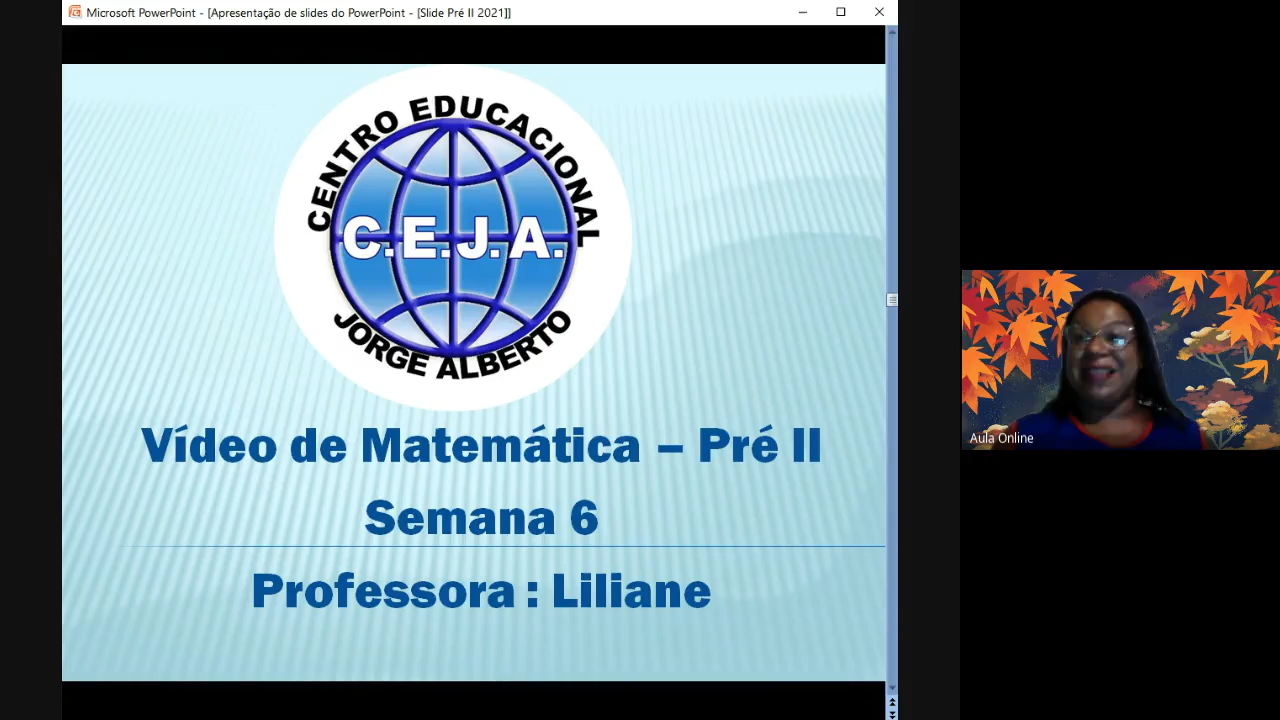 Microsoft PowerPoint - [Apresentação de slides do PowerPoint - [Slide Pré II 2021]]
CENTRO EDUCACIONAL
C.E.J.A.
JORGE ALBERTO
Vídeo de Matemática – Pré II
Semana 6
Professora : Liliane
Aula Online